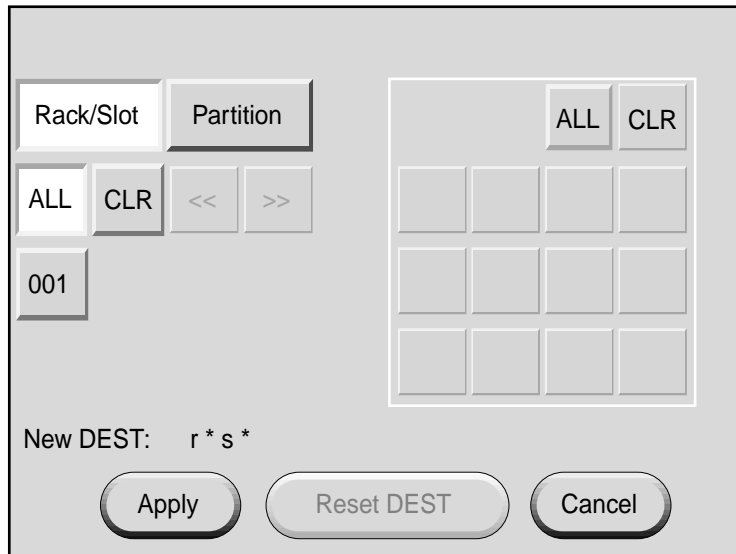 Rack/Slot Partition
ALL CLR
ALL CLR << >>
001
New DEST: r * s *
Apply Reset DEST Cancel